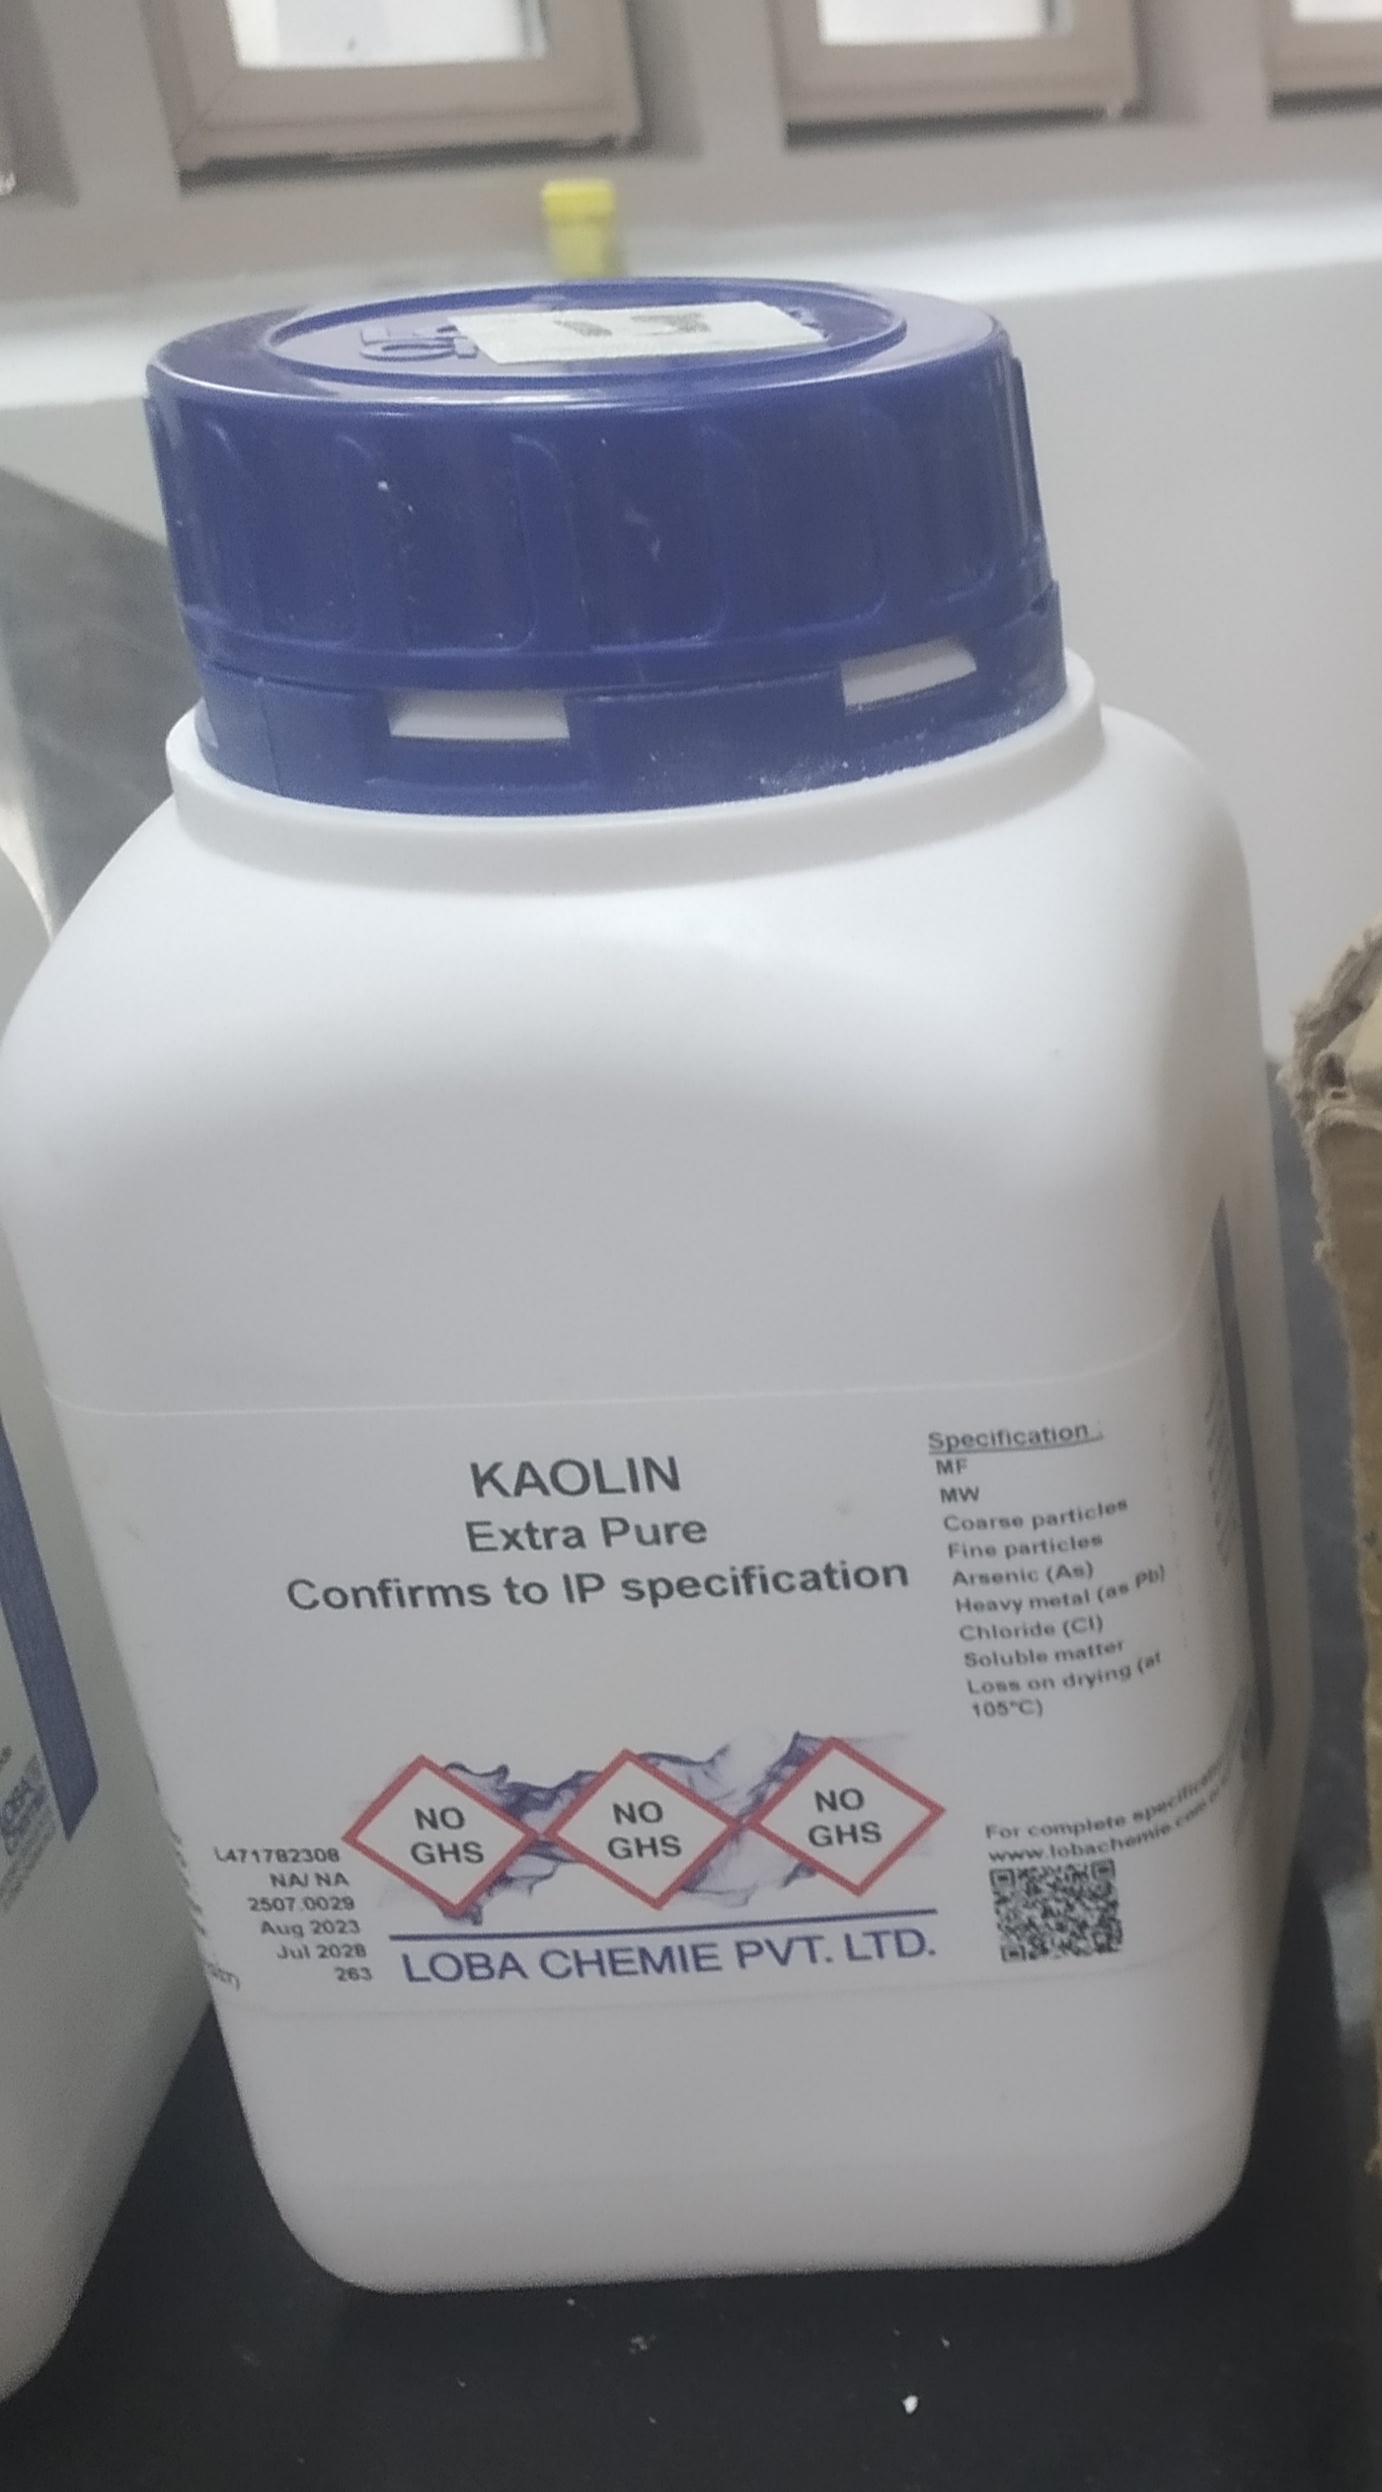 KAOLIN
Extra Pure
Confirms to IP specification
Specification :
MF
MW
Coarse particles
Fine particles
Arsenic (As)
Heavy metal (as Pb)
Chloride (Cl)
Soluble matter
Loss on drying (at
105°C)
NO
GHS
NO
GHS
NO
GHS
L471782308
NA/ NA
2507.0029
Aug 2023
Jul 2028
263
LOBA CHEMIE PVT. LTD.
For complete
www.lobachemie.com